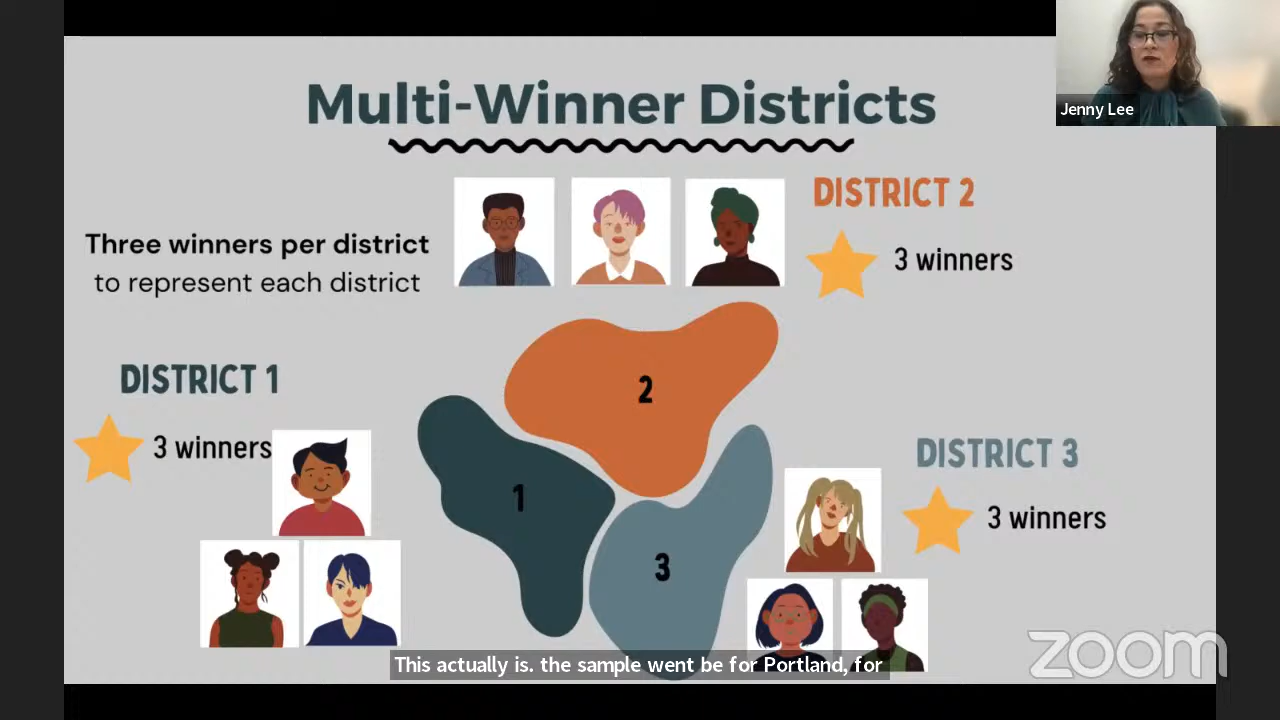 Multi-Winner Districts
Jenny Lee
DISTRICT 2
3 winners
Three winners per district
to represent each district
DISTRICT 1
3 winners
2
1
3
DISTRICT 3
3 winners
This actually is. the sample went be for Portland, for
zoom